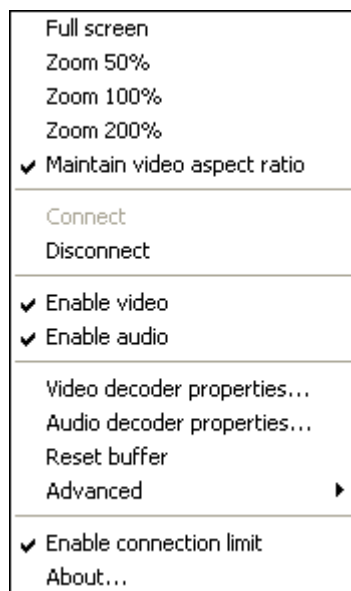 Full screen
Zoom 50%
Zoom 100%
Zoom 200%
Maintain video aspect ratio
Connect
Disconnect
Enable video
Enable audio
Video decoder properties...
Audio decoder properties...
Reset buffer
Advanced
Enable connection limit
About...